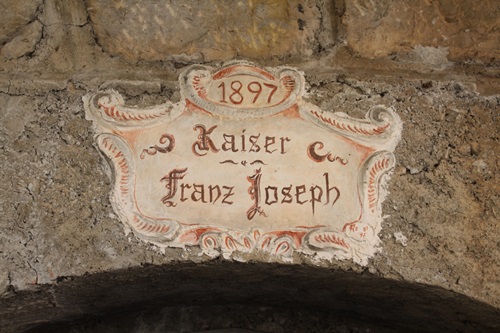 1897
Kaiser
Franz Joseph